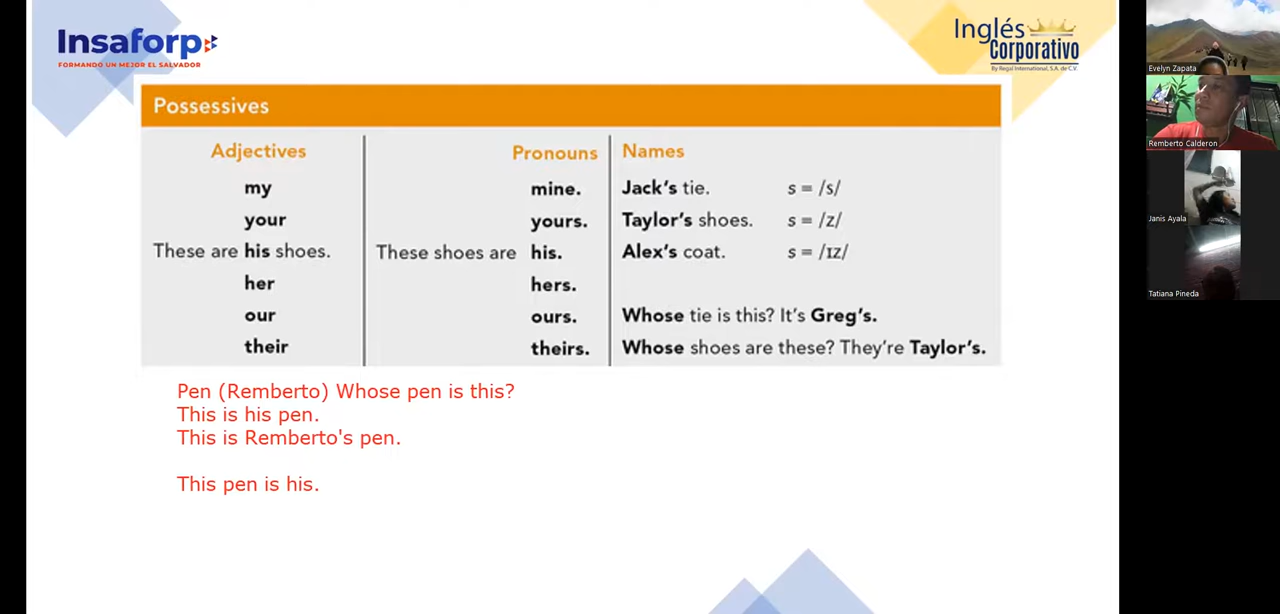 Insaforp
FORMANDO UN MEJOR EL SALVADOR
Inglés
Corporativo
By Regal International, S.A. de C.V.
Possessives
Adjectives
my
your
These are his shoes.
her
our
their
Pronouns
mine.
yours.
These shoes are his.
hers.
ours.
theirs.
Names
Jack's tie. s = /s/
Taylor's shoes. s = /z/
Alex's coat. s = /ɪz/
Whose tie is this? It's Greg's.
Whose shoes are these? They're Taylor's.
Pen (Remberto) Whose pen is this?
This is his pen.
This is Remberto's pen.
This pen is his.
Evelyn Zapata
Remberto Calderon
Janis Ayala
Tatiana Pineda